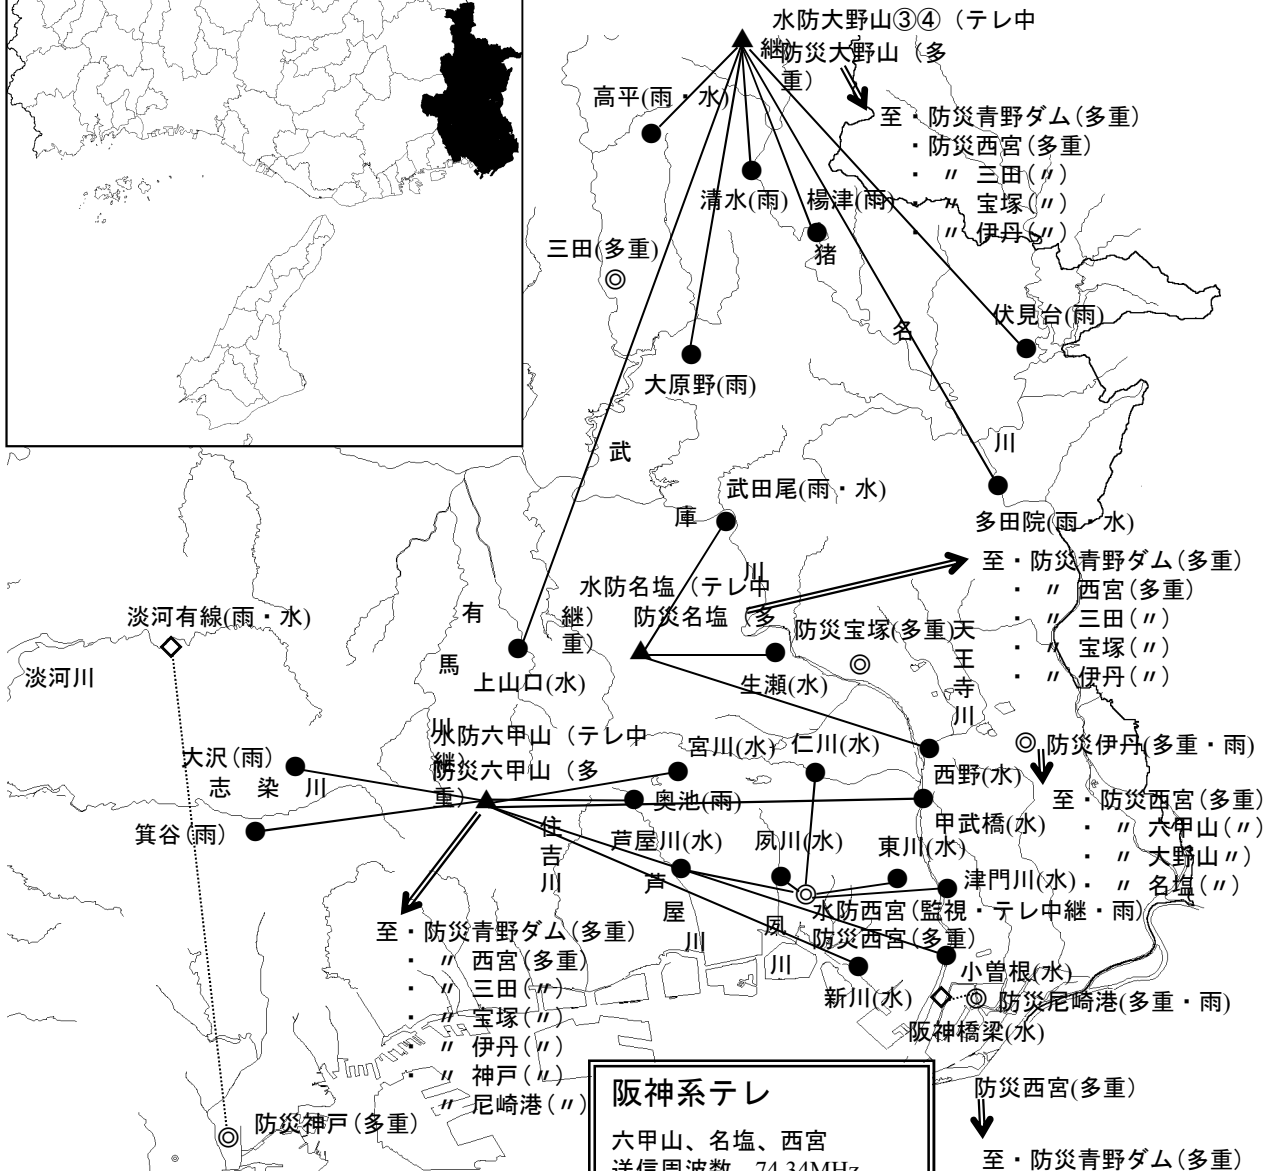 水防大野山③④（テレ中
継）
防災大野山（多
重）
高平(雨・水)
至・防災青野ダム(多重)
・防災西宮(多重)
・ 〃 三田(〃)
・ 〃 宝塚(〃)
・ 〃 伊丹(〃)
清水(雨)
楊津(雨)
三田(多重)
猪
名
川
伏見台(雨)
大原野(雨)
武
庫
川
武田尾(雨・水)
多田院(雨・水)
水防名塩（テレ中
継）
防災名塩（多
重）
至・防災青野ダム(多重)
・ 〃 西宮(多重)
・ 〃 三田(〃)
・ 〃 宝塚(〃)
・ 〃 伊丹(〃)
淡河有線(雨・水)
淡河川
有
馬
川
上山口(水)
防災宝塚(多重)
天
王
寺
川
生瀬(水)
水防六甲山（テレ中
継）
防災六甲山（多
重）
宮川(水)
仁川(水)
西野(水)
防災伊丹(多重・雨)
大沢(雨)
志染川
奥池(雨)
箕谷(雨)
住
吉
川
芦屋川(水)
夙川(水)
甲武橋(水)
東川(水)
至・防災西宮(多重)
・ 〃 六甲山(〃)
・ 〃 大野山〃)
・ 〃 名塩(〃)
津門川(水)
芦
屋
川
水防西宮(監視・テレ中継・雨)
防災西宮(多重)
夙
川
至・防災青野ダム(多重)
・ 〃 西宮(多重)
・ 〃 三田(〃)
・ 〃 宝塚(〃)
・ 〃 伊丹(〃)
・ 〃 神戸(〃)
〃 尼崎港(〃)
新川(水)
小曽根(水)
防災尼崎港(多重・雨)
阪神橋梁(水)
防災神戸(多重)
阪神系テレ
六甲山、名塩、西宮
送信周波数 74.34MHz
防災西宮(多重)
至・防災青野ダム(多重)